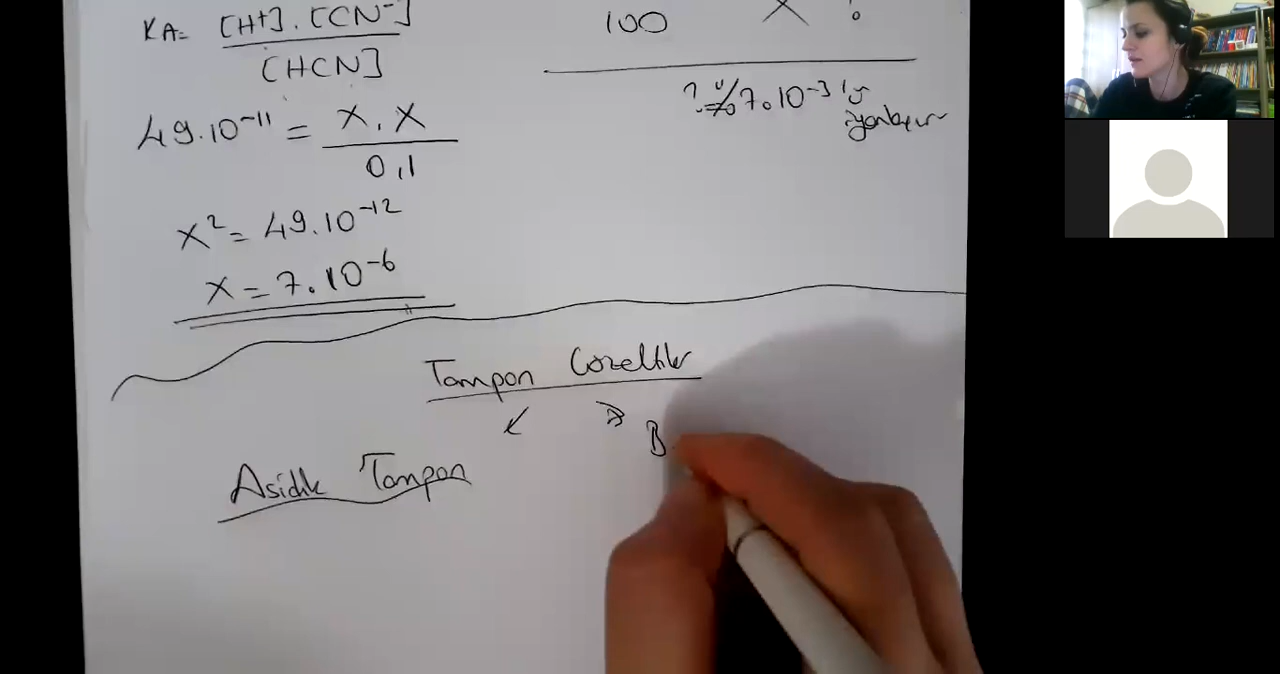 KA= [H+].[CN-]
[HCN]
49.10-11 = X.X
0,1
X2 = 49.10-12
X = 7.10-6
100 X ?
? %7.10-3'ü
Tampon Çözeltiler
Asidik Tampon
B